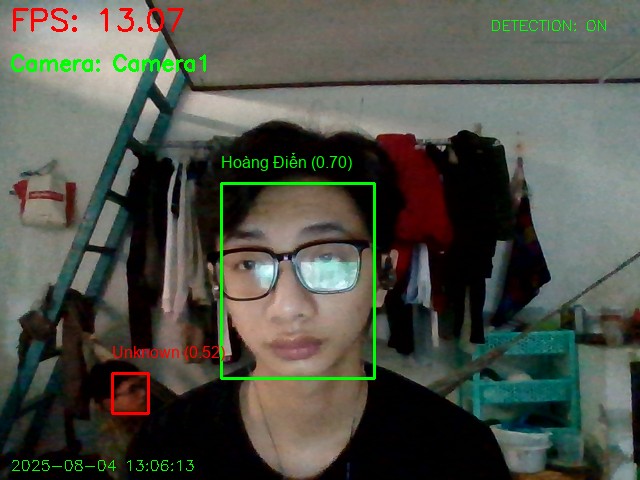 FPS: 13.07
DETECTION: ON
Camera: Camera1
Hoàng Điển (0.70)
Unknown (0.52)
2025-08-04 13:06:13